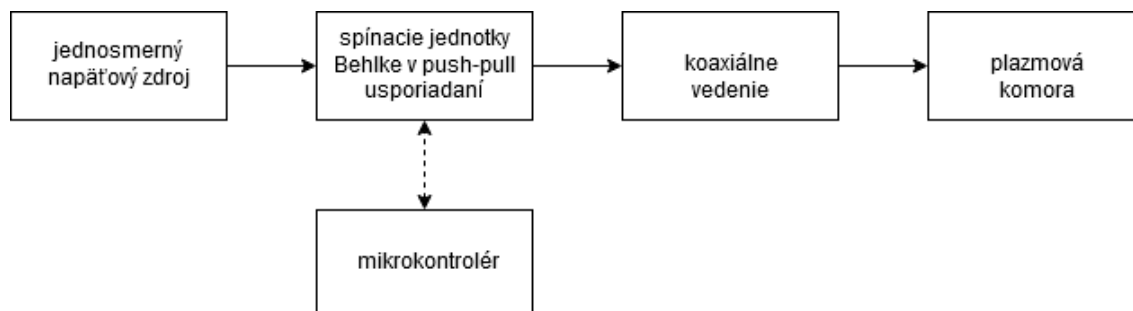 jednosmerný
napäťový zdroj
spínacie jednotky
Behlke v push-pull
usporiadaní
koaxiálne
vedenie
plazmová
komora
mikrokontrolér